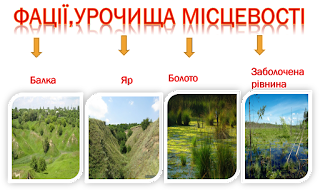 ФАЦІЇ,УРОЧИЩА МІСЦЕВОСТІ
Балка
Яр
Болото
Заболочена
рівнина